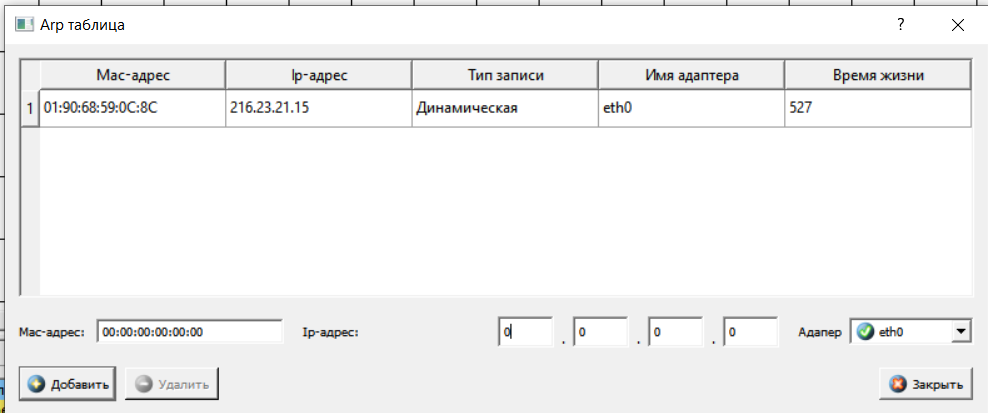 Arp таблица
?
Mac-адрес Ip-адрес Тип записи Имя адаптера Время жизни
1 01:90:68:59:0C:8C 216.23.21.15 Динамическая eth0 527
Mac-адрес: 00:00:00:00:00:00 Ip-адрес: 0 . 0 . 0 . 0 Адапер eth0
Добавить Удалить Закрыть